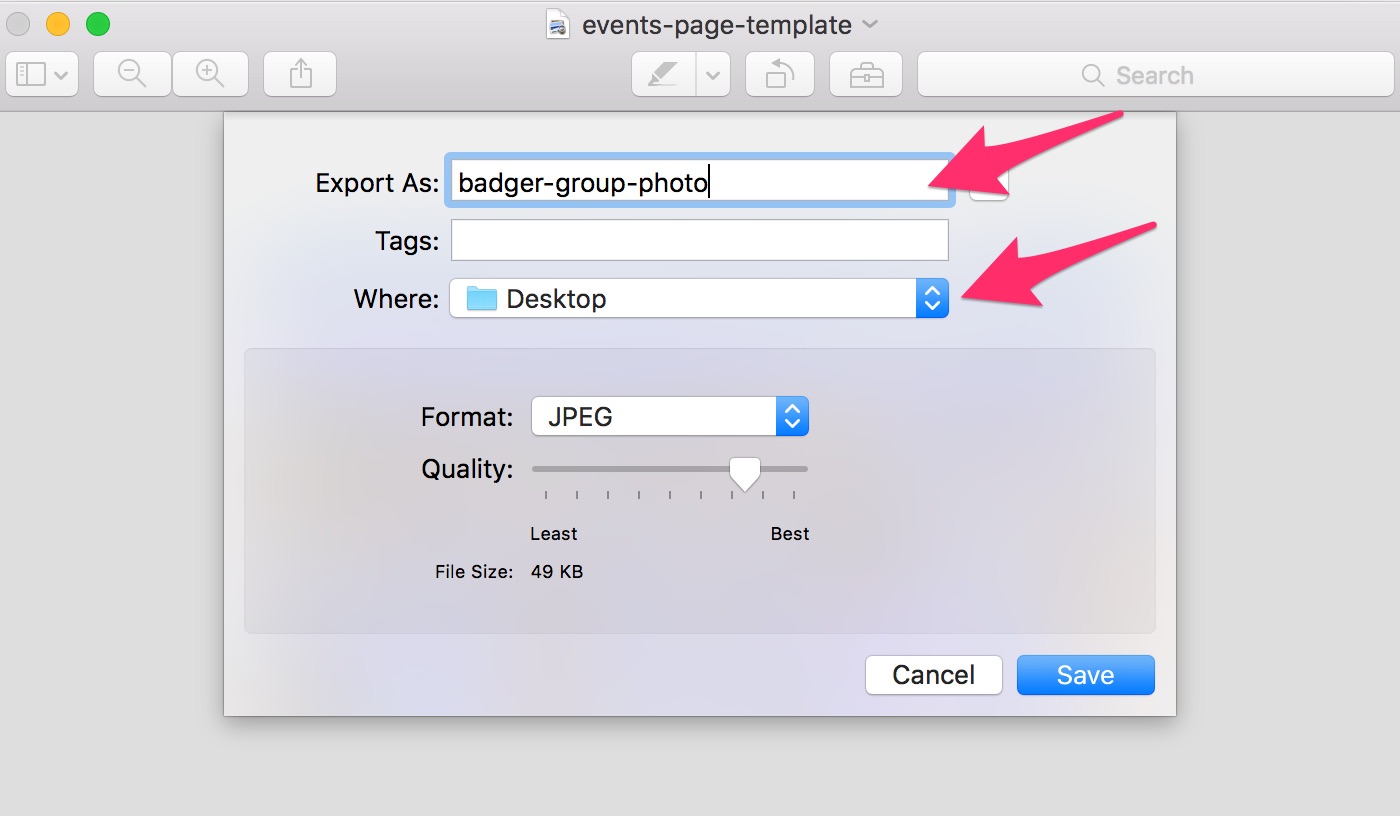 events-page-template
Search
Export As: badger-group-photo
Tags:
Where: Desktop
Format: JPEG
Quality:
Least Best
File Size: 49 KB
Cancel Save